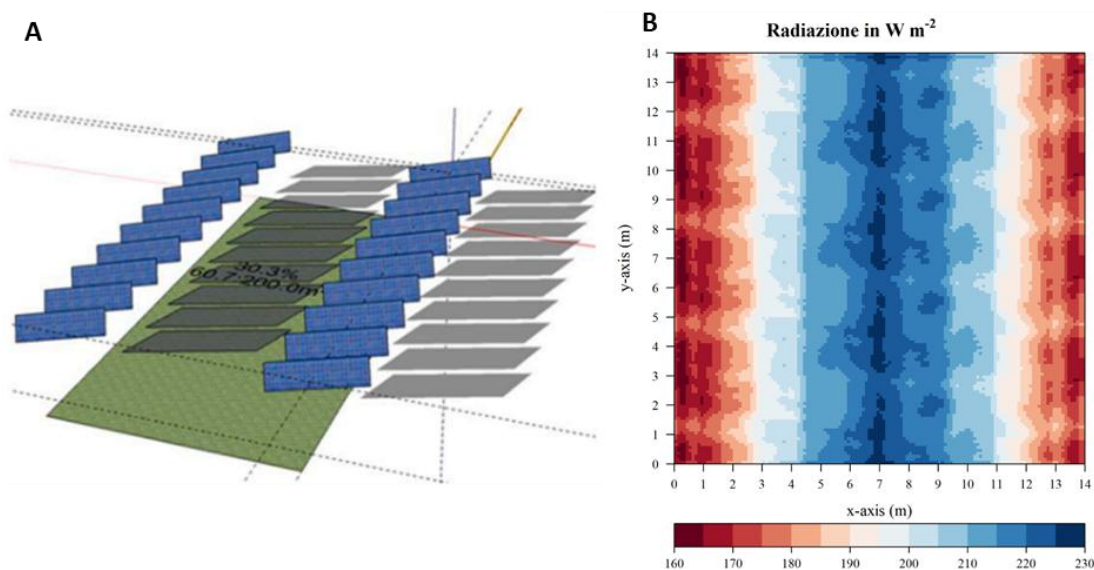 A
30.3%
60.7:200.0m²
B
Radiazione in W m⁻²
14
13
12
11
10
9
8
7
6
5
4
3
2
1
0
y-axis (m)
0 1 2 3 4 5 6 7 8 9 10 11 12 13 14
x-axis (m)
160 170 180 190 200 210 220 230